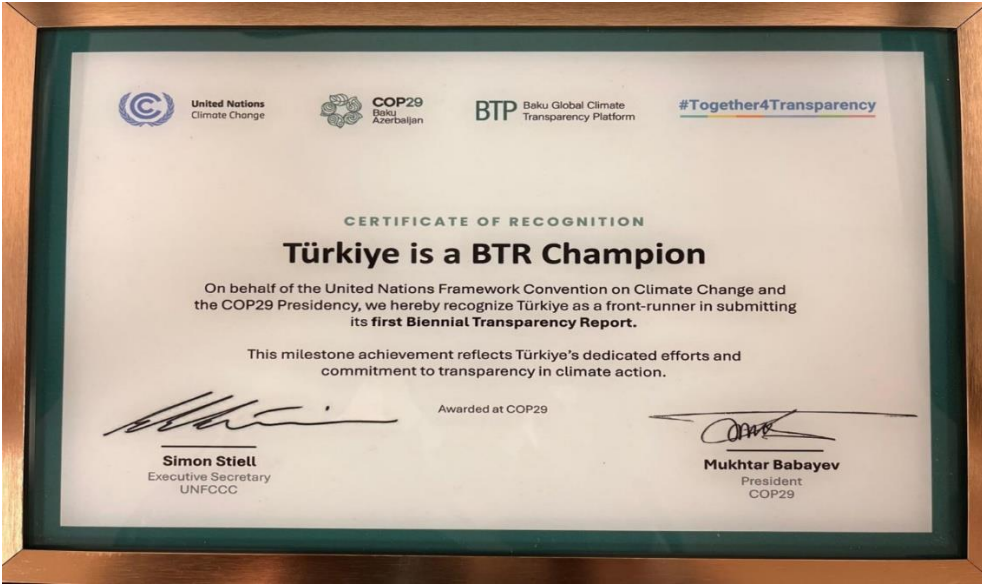 United Nations
Climate Change
COP29
Baku
Azerbaijan
BTP
Baku Global Climate
Transparency Platform
#Together4Transparency
CERTIFICATE OF RECOGNITION
Türkiye is a BTR Champion
On behalf of the United Nations Framework Convention on Climate Change and
the COP29 Presidency, we hereby recognize Türkiye as a front-runner in submitting
its first Biennial Transparency Report.
This milestone achievement reflects Türkiye's dedicated efforts and
commitment to transparency in climate action.
Awarded at COP29
Simon Stiell
Executive Secretary
UNFCCC
Mukhtar Babayev
President
COP29